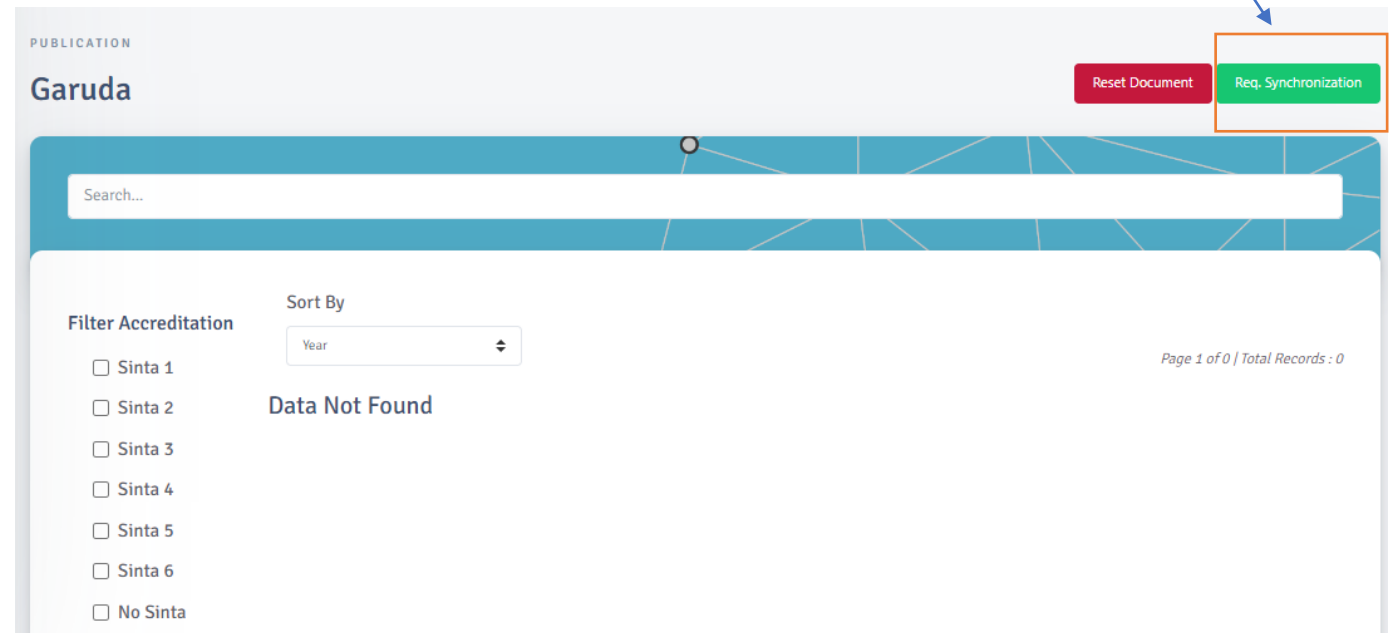 PUBLICATION
Garuda
Reset Document
Req. Synchronization
Search...
Filter Accreditation
Sinta 1
Sinta 2
Sinta 3
Sinta 4
Sinta 5
Sinta 6
No Sinta
Sort By
Year
Page 1 of 0 | Total Records : 0
Data Not Found